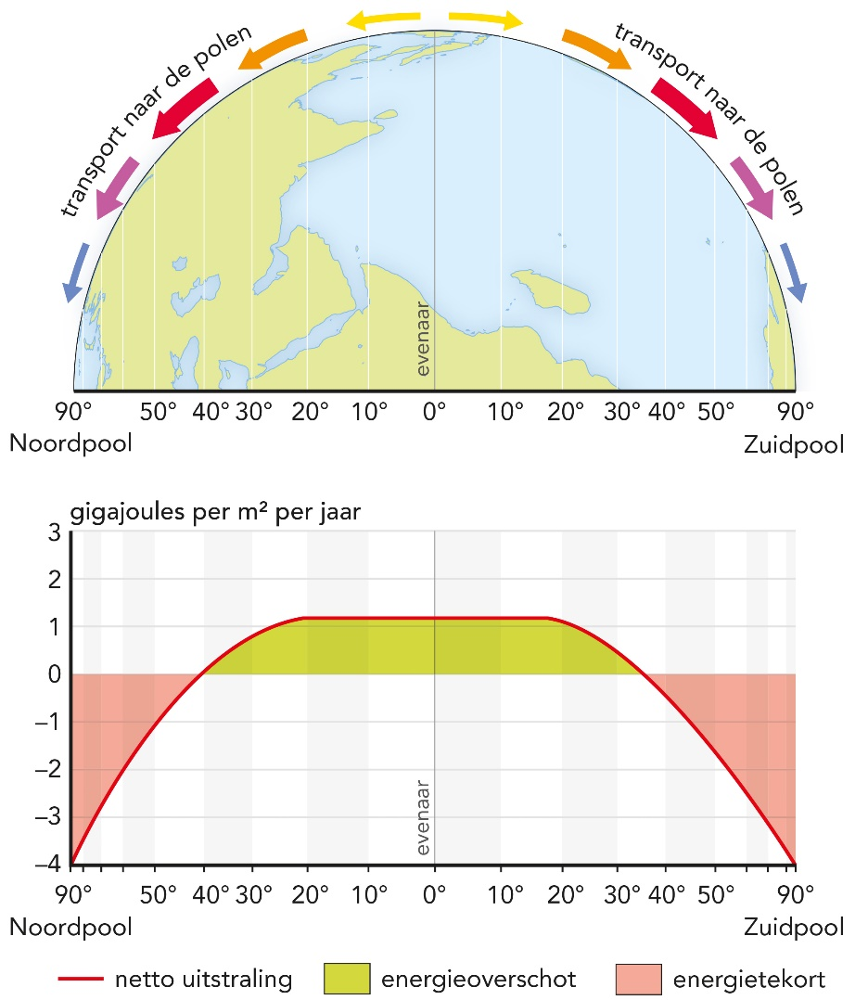 transport naar de polen
transport naar de polen
evenaar
90° 50° 40° 30° 20° 10° 0° 10° 20° 30° 40° 50° 90°
Noordpool Zuidpool
gigajoules per m² per jaar
3
2
1
0
–1
–2
–3
–4
evenaar
90° 50° 40° 30° 20° 10° 0° 10° 20° 30° 40° 50° 90°
Noordpool Zuidpool
netto uitstraling energieoverschot energietekort